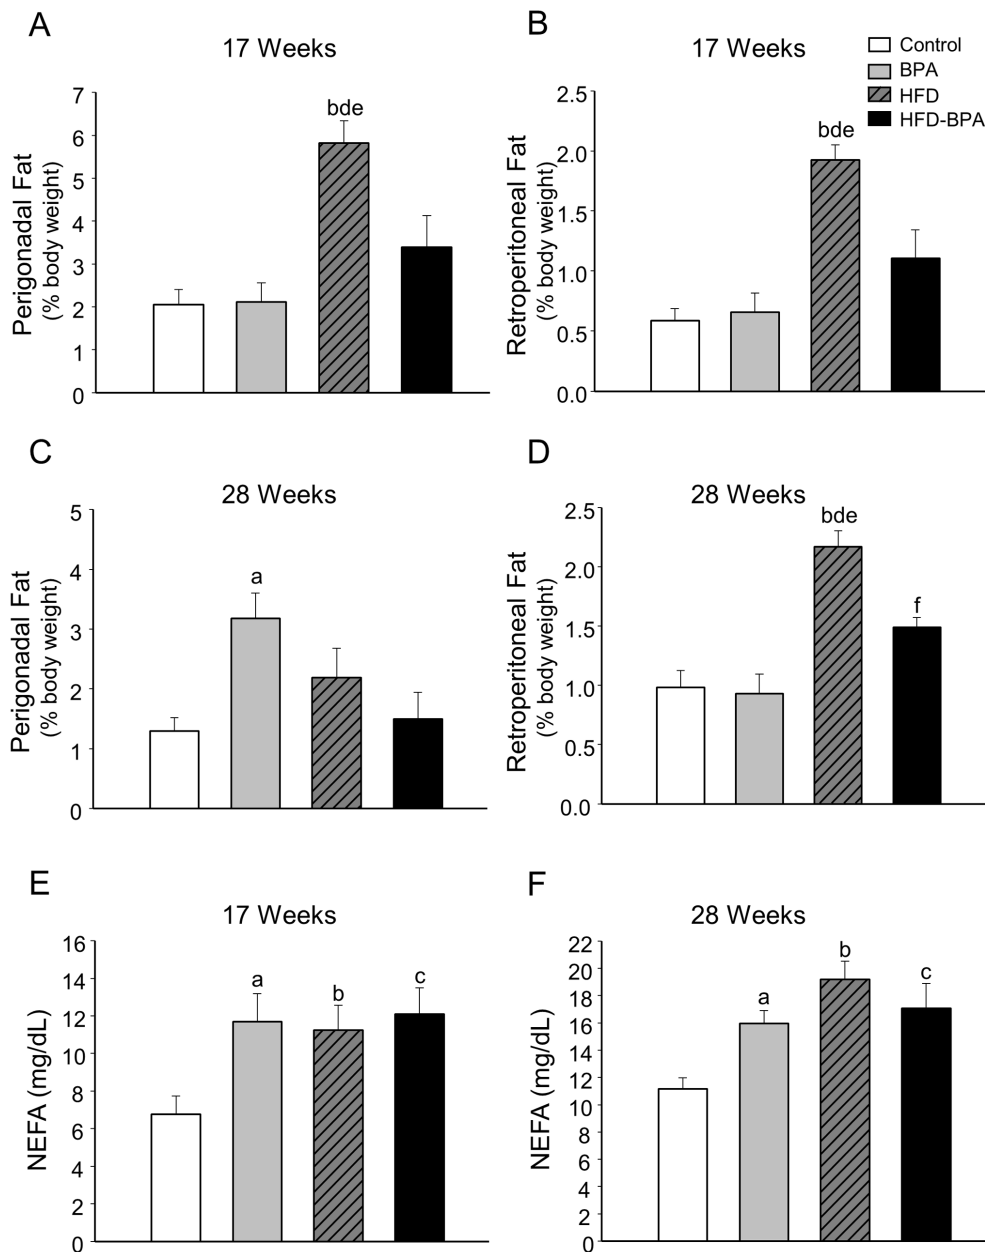 A
17 Weeks
Perigonadal Fat
(% body weight)
7
6
5
4
3
2
1
0
bde
B
17 Weeks
Control
BPA
HFD
HFD-BPA
Retroperitoneal Fat
(% body weight)
2.5
2.0
1.5
1.0
0.5
0.0
bde
C
28 Weeks
Perigonadal Fat
(% body weight)
5
4
3
2
1
0
a
D
28 Weeks
Retroperitoneal Fat
(% body weight)
2.5
2.0
1.5
1.0
0.5
0.0
bde
f
E
17 Weeks
NEFA (mg/dL)
16
14
12
10
8
6
4
2
0
a
b
c
F
28 Weeks
NEFA (mg/dL)
22
20
18
16
14
12
10
8
6
4
2
0
a
b
c